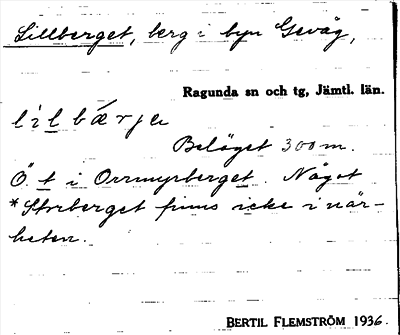 Lillberget, berg i byn Gevåg,
Ragunda sn och tg, Jämtl. län.
Beläget 300 m.
Ö. t. i Orrmyrberget. Något
*Storberget finns icke i när-
heten.
BERTIL FLEMSTRÖM 1936.